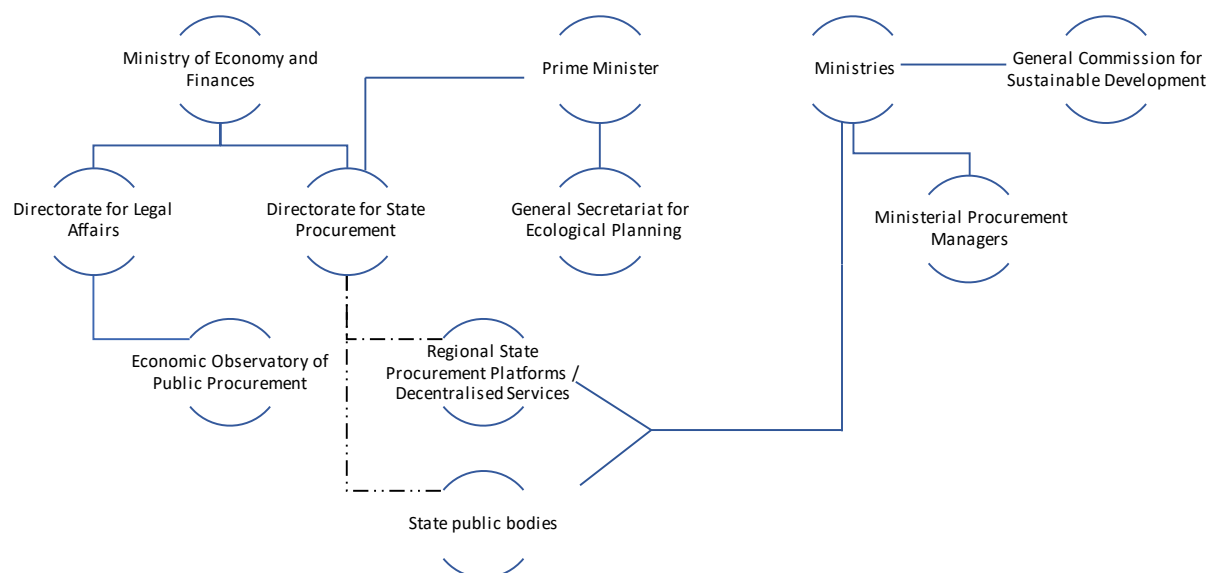 Ministry of Economy and
Finances
Prime Minister
Ministries
General Commission for
Sustainable Development
Directorate for Legal
Affairs
Directorate for State
Procurement
General Secretariat for
Ecological Planning
Ministerial Procurement
Managers
Economic Observatory of
Public Procurement
Regional State
Procurement Platforms /
Decentralised Services
State public bodies